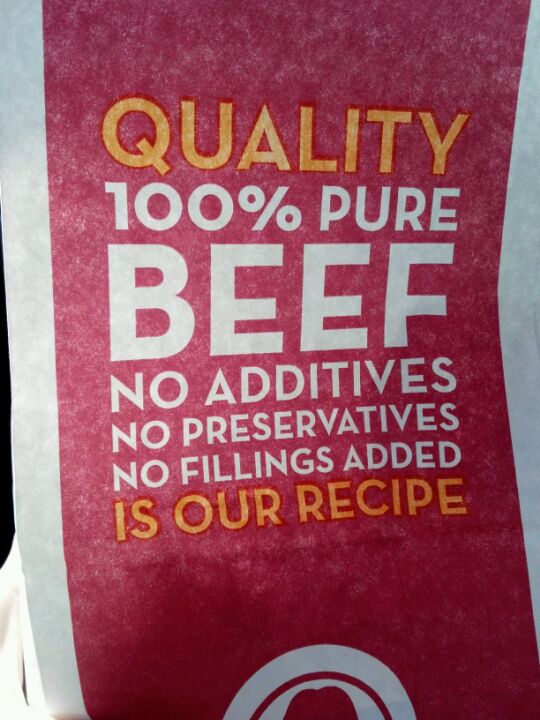 QUALITY
100% PURE
BEEF
NO ADDITIVES
NO PRESERVATIVES
NO FILLINGS ADDED
IS OUR RECIPE